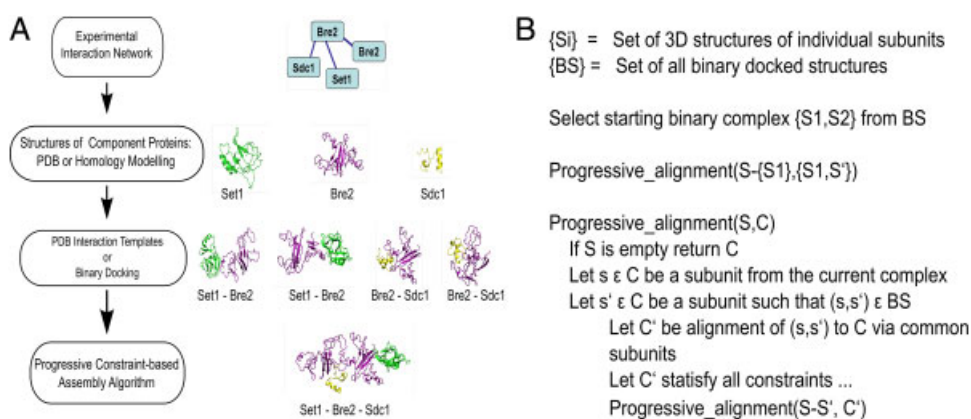 A
Experimental
Interaction Network
Bre2
Bre2
Sdc1
Set1
Structures of Component Proteins:
PDB or Homology Modelling
Set1
Bre2
Sdc1
PDB Interaction Templates
or
Binary Docking
Set1 - Bre2
Set1 - Bre2
Bre2 - Sdc1
Bre2 - Sdc1
Progressive Constraint-based
Assembly Algorithm
Set1 - Bre2 - Sdc1
B
{Si} = Set of 3D structures of individual subunits
{BS} = Set of all binary docked structures
Select starting binary complex {S1,S2} from BS
Progressive_alignment(S-{S1},{S1,S‘})
Progressive_alignment(S,C)
If S is empty return C
Let s ε C be a subunit from the current complex
Let s‘ ε C be a subunit such that (s,s‘) ε BS
Let C‘ be alignment of (s,s‘) to C via common
subunits
Let C‘ statisfy all constraints ...
Progressive_alignment(S-S‘, C‘)